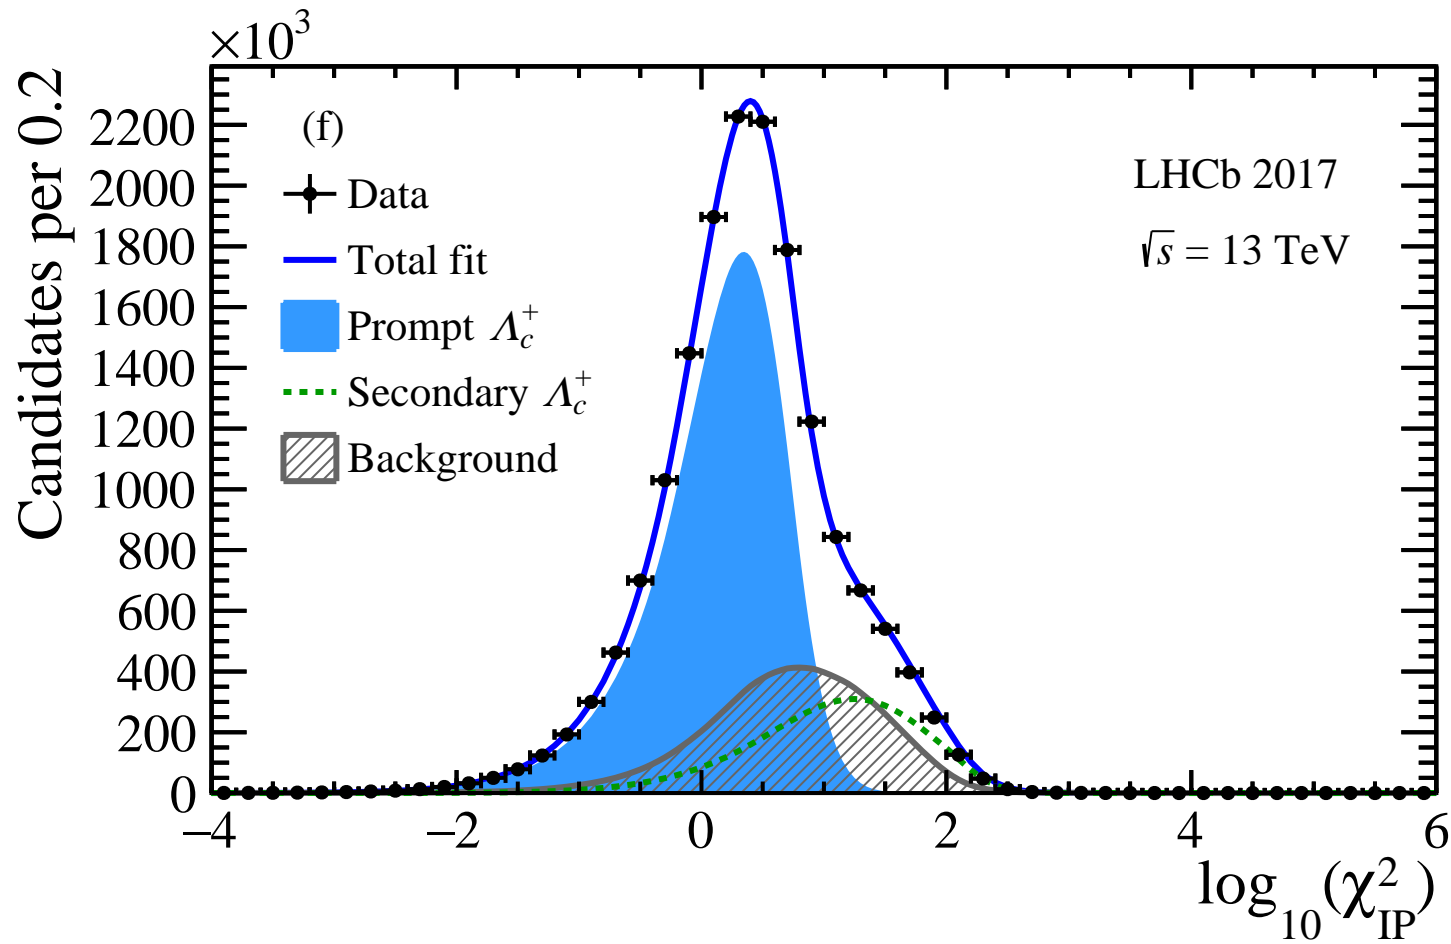 ×10³
Candidates per 0.2
2200
2000
1800
1600
1400
1200
1000
800
600
400
200
0
(f)
Data
Total fit
Prompt Λc⁺
Secondary Λc⁺
Background
LHCb 2017
√s = 13 TeV
−4 −2 0 2 4 6
log₁₀(χ²IP)